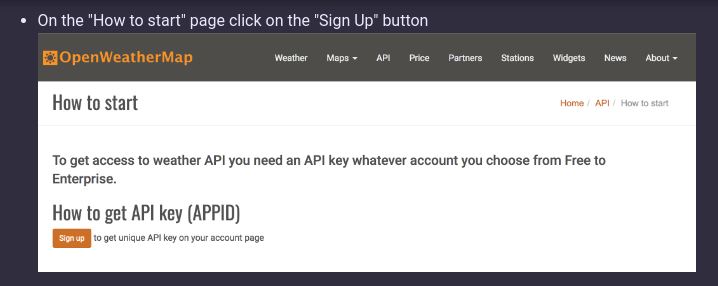 On the "How to start" page click on the "Sign Up" button
OpenWeatherMap Weather Maps API Price Partners Stations Widgets News About
How to start Home / API / How to start
To get access to weather API you need an API key whatever account you choose from Free to
Enterprise.
How to get API key (APPID)
Sign up to get unique API key on your account page